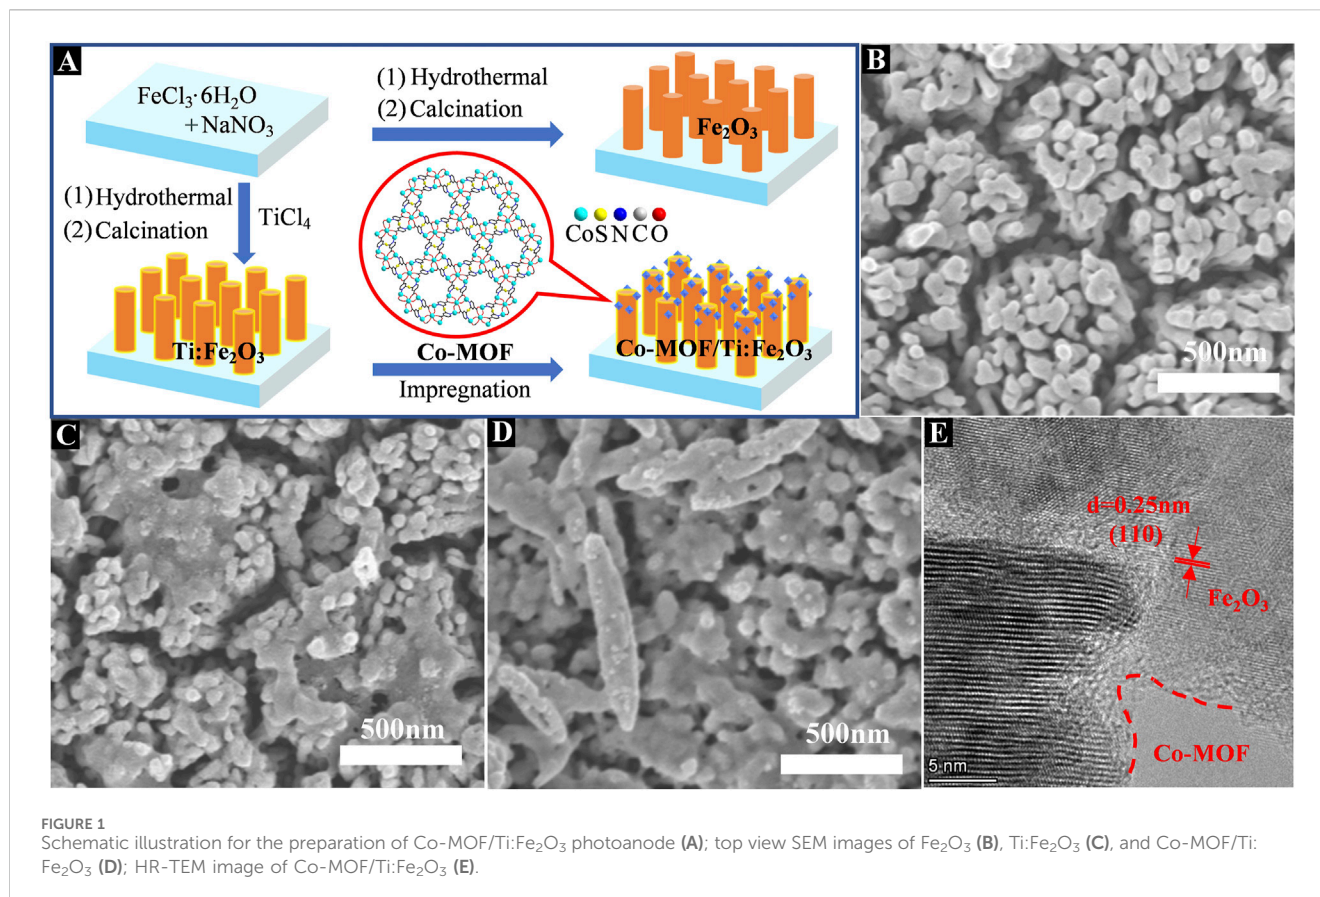 A
FeCl₃·6H₂O
+NaNO₃
(1) Hydrothermal
(2) Calcination
Fe₂O₃
(1) Hydrothermal
(2) Calcination
TiCl₄
Co S N C O
Ti:Fe₂O₃
Co-MOF
Impregnation
Co-MOF/Ti:Fe₂O₃
B
500nm
C
500nm
D
500nm
E
d=0.25nm
(110)
Fe₂O₃
Co-MOF
5 nm
FIGURE 1
Schematic illustration for the preparation of Co-MOF/Ti:Fe₂O₃ photoanode (A); top view SEM images of Fe₂O₃ (B), Ti:Fe₂O₃ (C), and Co-MOF/Ti:
Fe₂O₃ (D); HR-TEM image of Co-MOF/Ti:Fe₂O₃ (E).